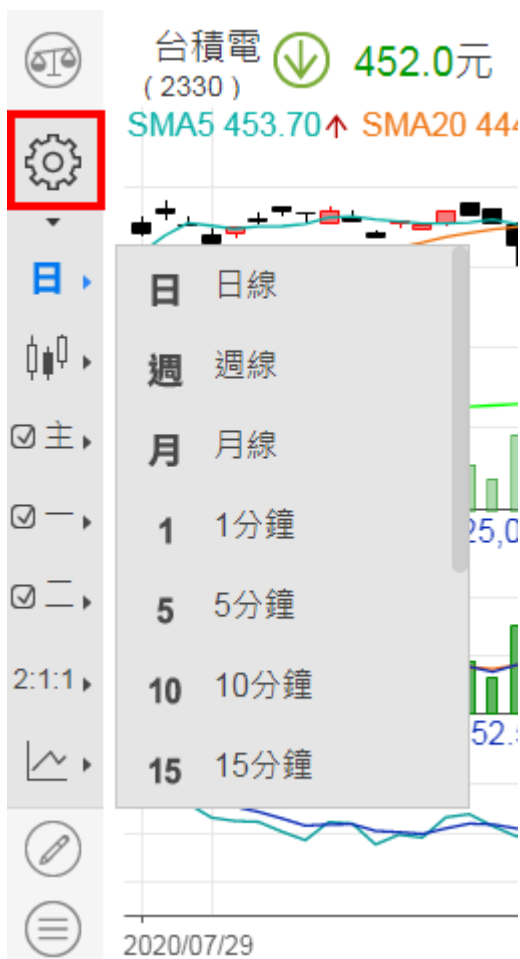 台積電
(2330)
452.0元
SMA5 453.70↑ SMA20 444
日
日 日線
週 週線
月 月線
主
1 1分鐘
一
25,0
5 5分鐘
二
10 10分鐘
2:1:1
52.
15 15分鐘
2020/07/29